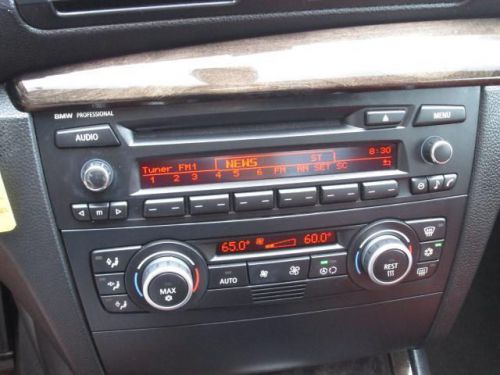 BMW PROFESSIONAL
AUDIO
MENU
Tuner FM1 NEWS ST 8:30
1 2 3 4 5 6 FM AM SET SC
M
65.0° 60.0°
AUTO
MAX
REST